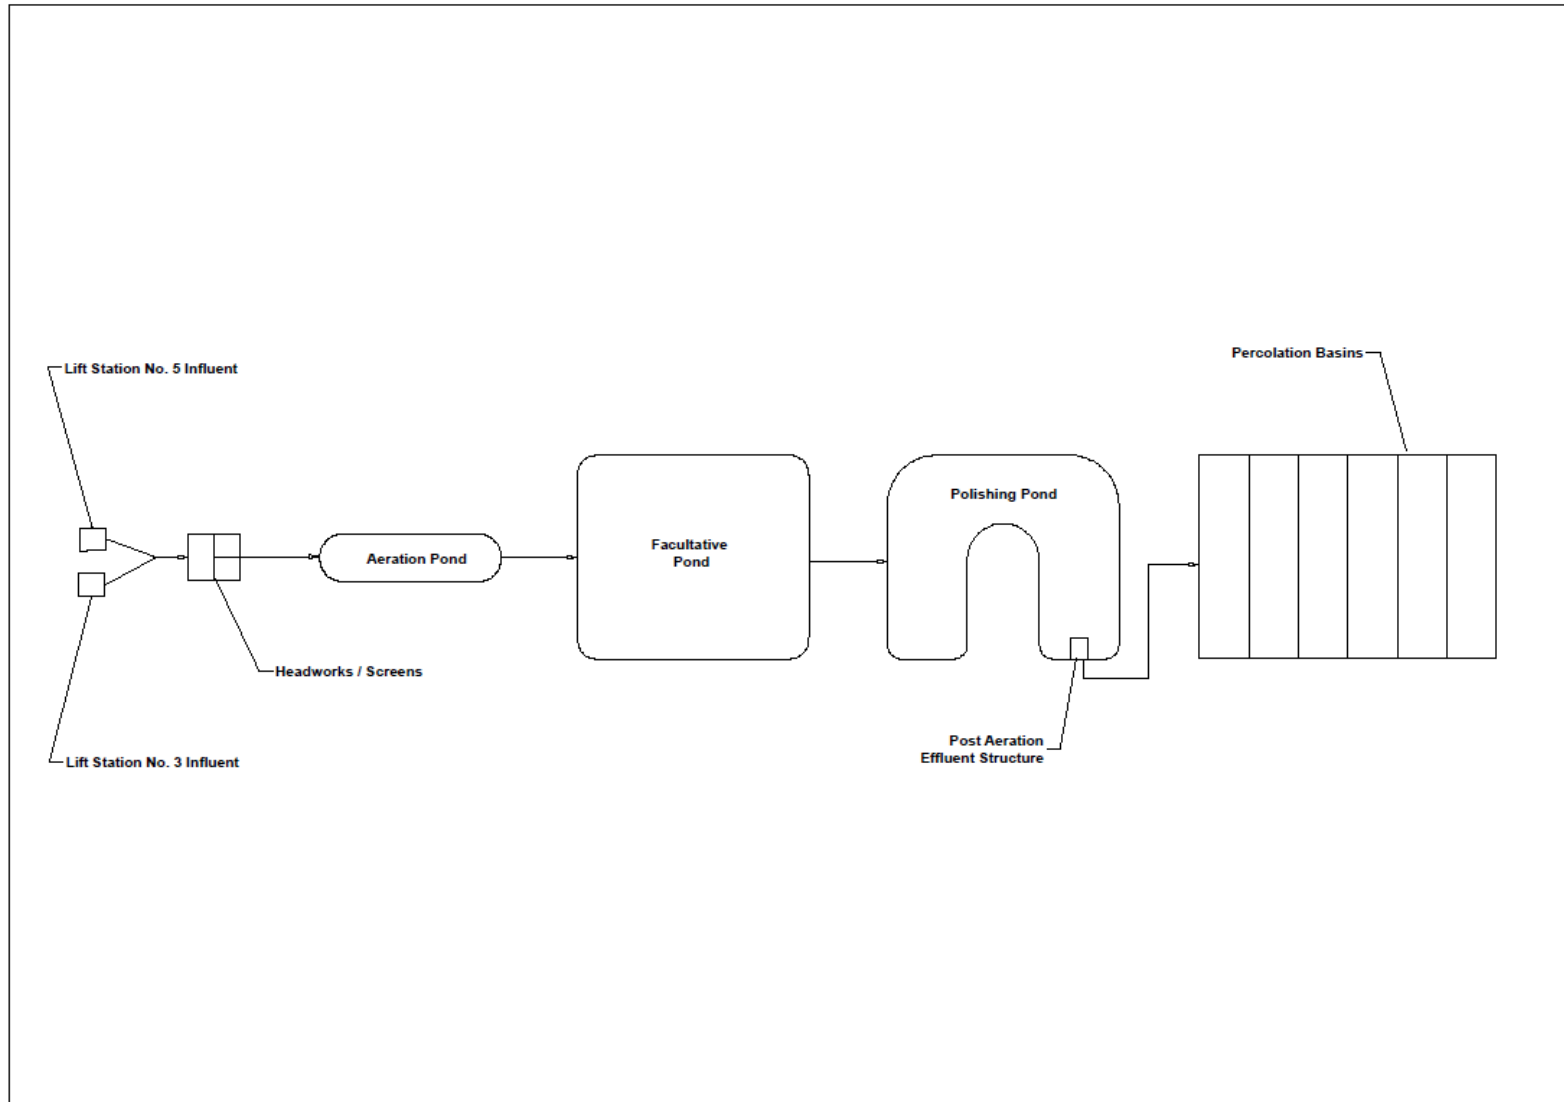 Lift Station No. 5 Influent
Percolation Basins
Polishing Pond
Facultative
Pond
Aeration Pond
Headworks / Screens
Post Aeration
Effluent Structure
Lift Station No. 3 Influent